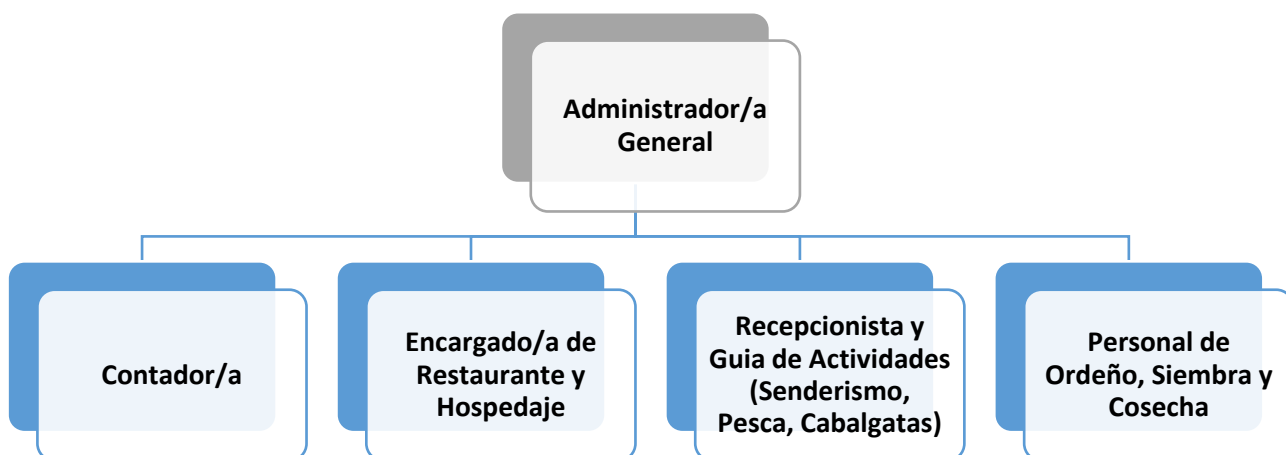 Administrador/a
General
Contador/a
Encargado/a de
Restaurante y
Hospedaje
Recepcionista y
Guia de Actividades
(Senderismo,
Pesca, Cabalgatas)
Personal de
Ordeño, Siembra y
Cosecha